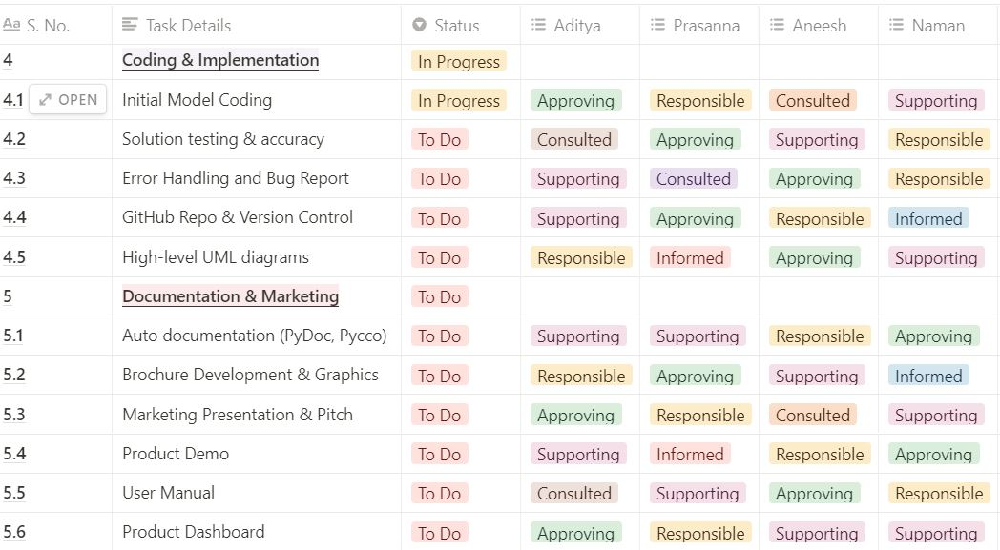 Aa S. No. Task Details Status Aditya Prasanna Aneesh Naman
4 Coding & Implementation In Progress
4.1 OPEN Initial Model Coding In Progress Approving Responsible Consulted Supporting
4.2 Solution testing & accuracy To Do Consulted Approving Supporting Responsible
4.3 Error Handling and Bug Report To Do Supporting Consulted Approving Responsible
4.4 GitHub Repo & Version Control To Do Supporting Approving Responsible Informed
4.5 High-level UML diagrams To Do Responsible Informed Approving Supporting
5 Documentation & Marketing To Do
5.1 Auto documentation (PyDoc, Pycco) To Do Supporting Supporting Responsible Approving
5.2 Brochure Development & Graphics To Do Responsible Approving Supporting Informed
5.3 Marketing Presentation & Pitch To Do Approving Responsible Consulted Supporting
5.4 Product Demo To Do Supporting Informed Responsible Approving
5.5 User Manual To Do Consulted Supporting Approving Responsible
5.6 Product Dashboard To Do Approving Responsible Supporting Supporting